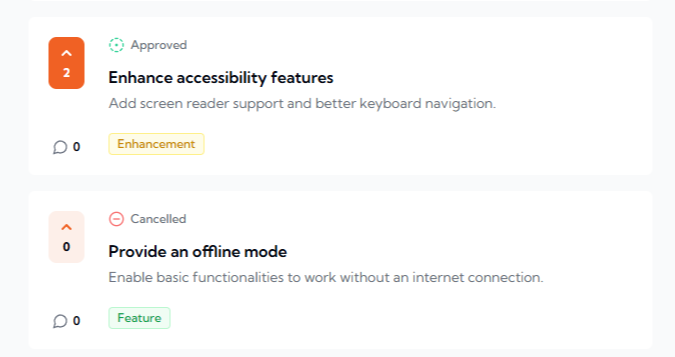 Approved
2
Enhance accessibility features
Add screen reader support and better keyboard navigation.
0
Enhancement
Cancelled
0
Provide an offline mode
Enable basic functionalities to work without an internet connection.
0
Feature